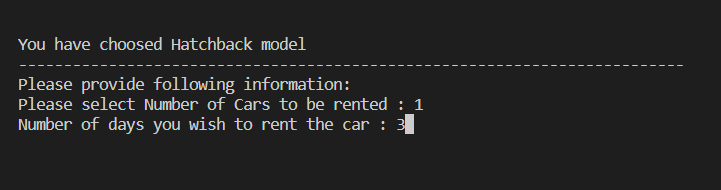 You have choosed Hatchback model
--------------------------------------------------------------------------
Please provide following information:
Please select Number of Cars to be rented : 1
Number of days you wish to rent the car : 3